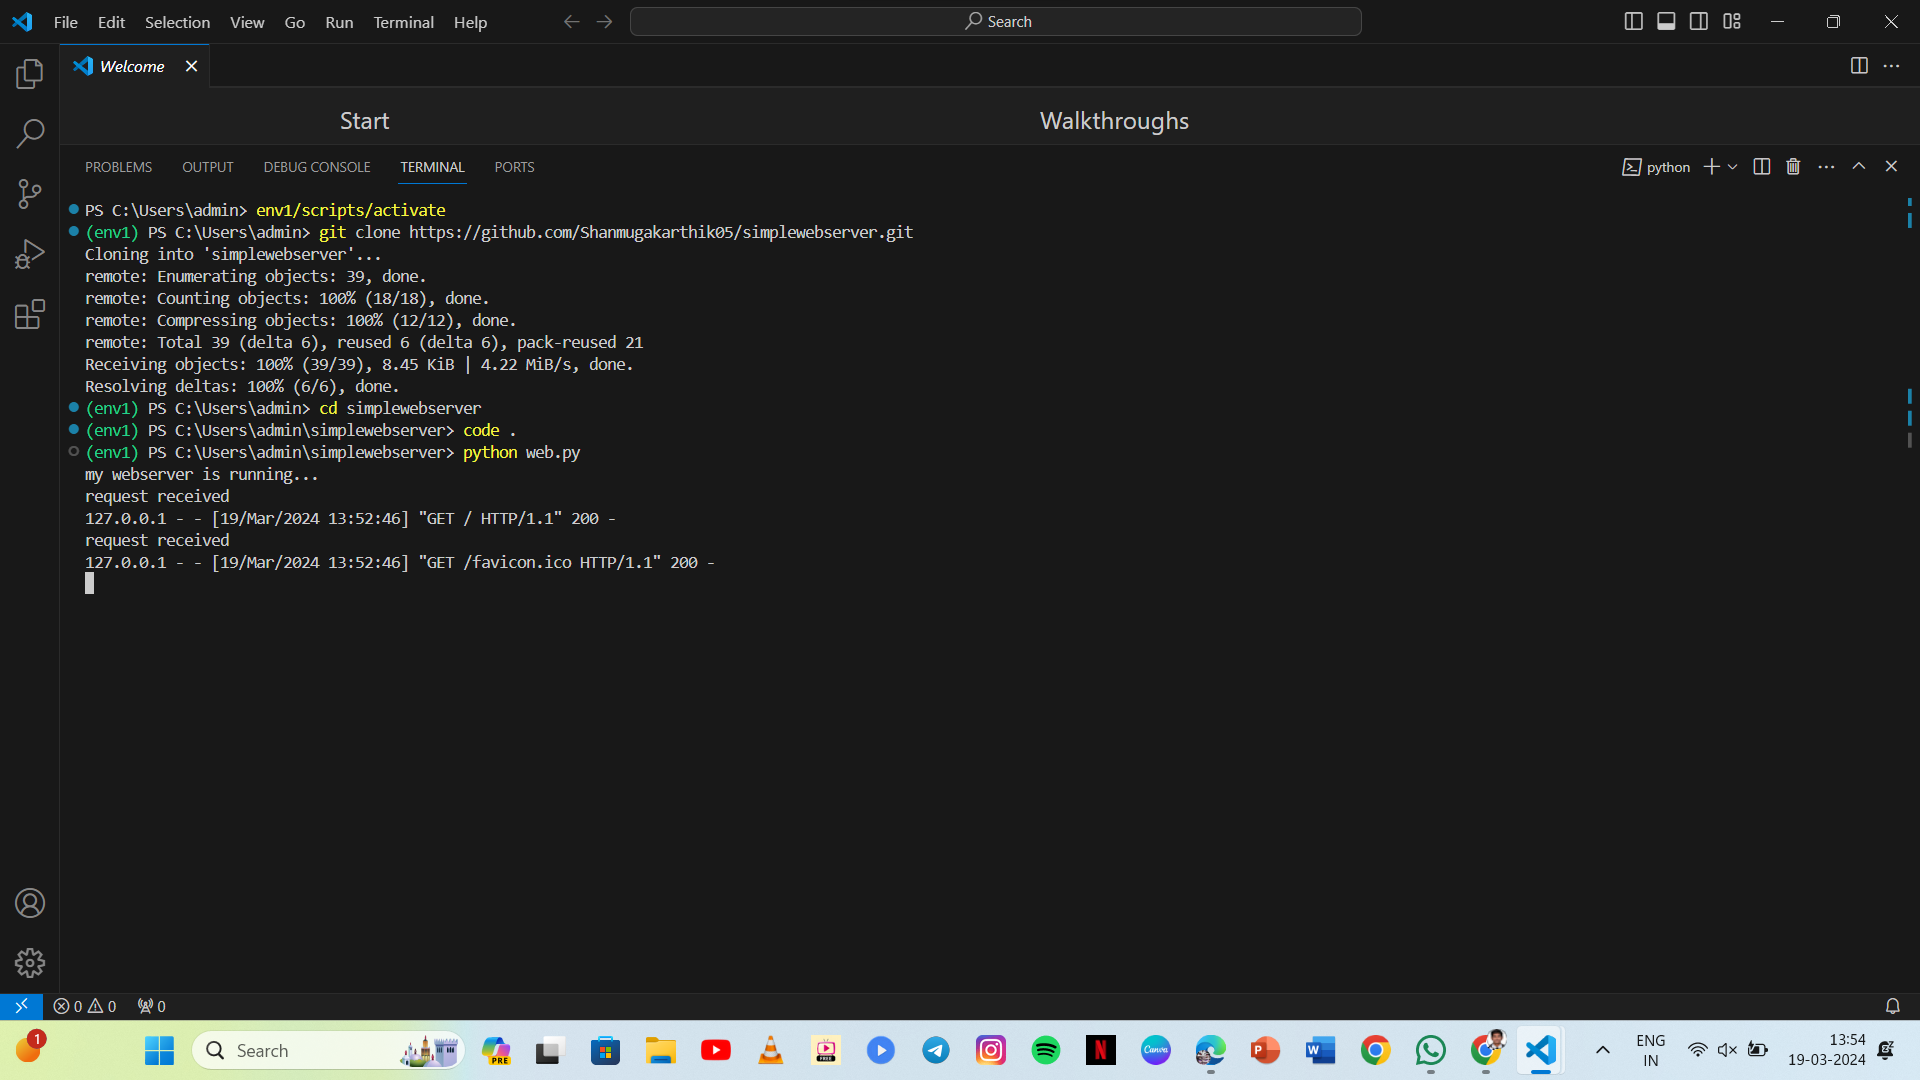 File Edit Selection View Go Run Terminal Help Search
Welcome
Start Walkthroughs
PROBLEMS OUTPUT DEBUG CONSOLE TERMINAL PORTS python
PS C:\Users\admin> env1/scripts/activate
(env1) PS C:\Users\admin> git clone https://github.com/Shanmugakarthik05/simplewebserver.git
Cloning into 'simplewebserver'...
remote: Enumerating objects: 39, done.
remote: Counting objects: 100% (18/18), done.
remote: Compressing objects: 100% (12/12), done.
remote: Total 39 (delta 6), reused 6 (delta 6), pack-reused 21
Receiving objects: 100% (39/39), 8.45 KiB | 4.22 MiB/s, done.
Resolving deltas: 100% (6/6), done.
(env1) PS C:\Users\admin> cd simplewebserver
(env1) PS C:\Users\admin\simplewebserver> code .
(env1) PS C:\Users\admin\simplewebserver> python web.py
my webserver is running...
request received
127.0.0.1 - - [19/Mar/2024 13:52:46] "GET / HTTP/1.1" 200 -
request received
127.0.0.1 - - [19/Mar/2024 13:52:46] "GET /favicon.ico HTTP/1.1" 200 -
0 0 0
1 Search PRE FREE N Canva P W ENG 13:54
IN 19-03-2024